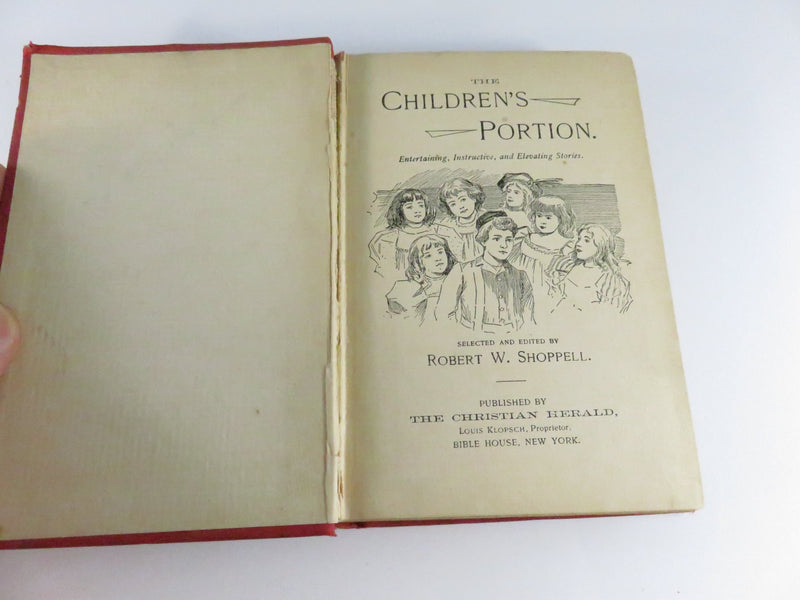 THE
CHILDREN'S
PORTION.
Entertaining, Instructive, and Elevating Stories.
SELECTED AND EDITED BY
ROBERT W. SHOPPELL.
PUBLISHED BY
THE CHRISTIAN HERALD,
LOUIS KLOPSCH, Proprietor,
BIBLE HOUSE, NEW YORK.